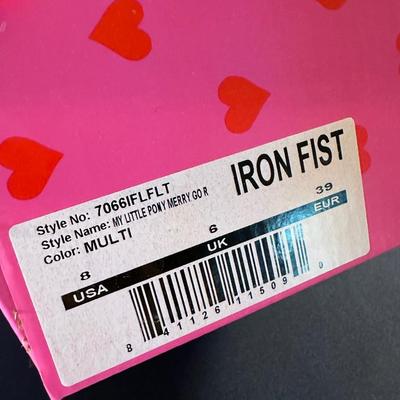 Style No: 7066IFLFLT
Style Name: MY LITTLE PONY MERRY GO R
Color: MULTI
IRON FIST
8 6 39
USA UK EUR
8 41126 11509 0